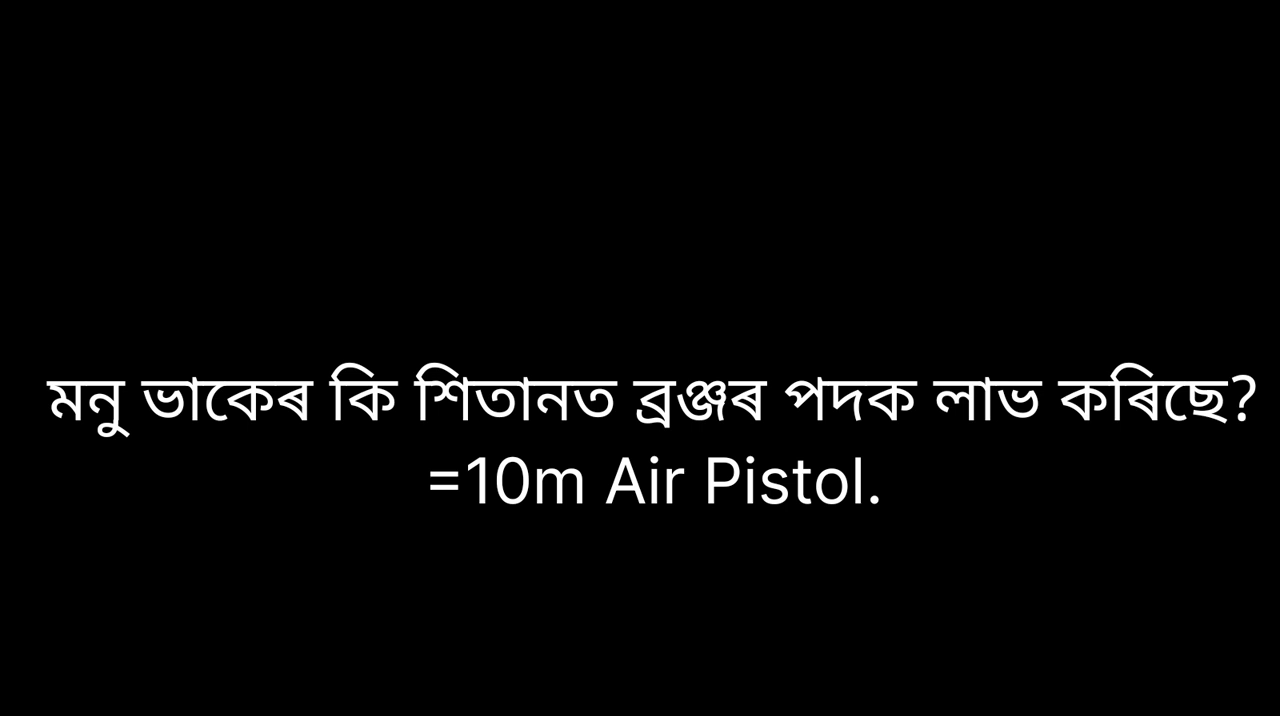 মনু ভাকেৰ কি শিতানত ব্ৰঞ্জৰ পদক লাভ কৰিছে?
=10m Air Pistol.